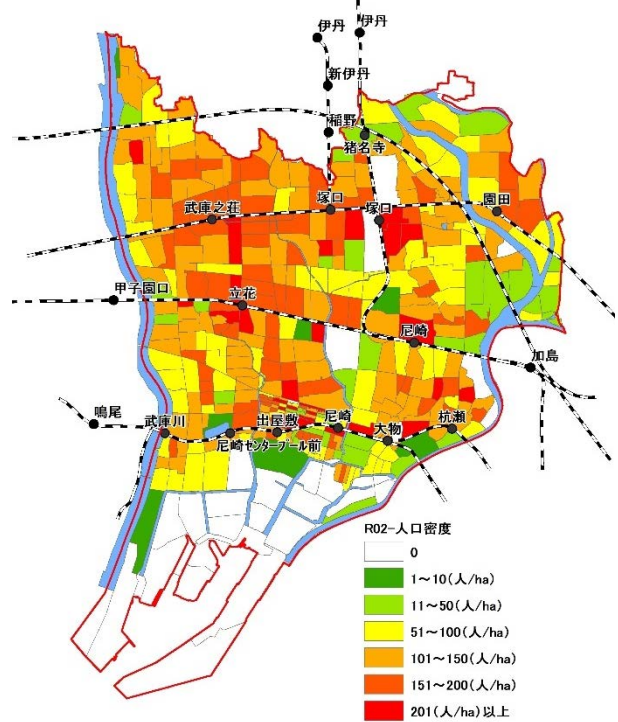 伊丹
伊丹
新伊丹
稲野
猪名寺
園田
塚口
塚口
武庫之荘
甲子園口
立花
尼崎
加島
鳴尾
武庫川
出屋敷
尼崎
大物
杭瀬
尼崎センタープール前
R02-人口密度
0
1～10(人/ha)
11～50(人/ha)
51～100(人/ha)
101～150(人/ha)
151～200(人/ha)
201(人/ha)以上